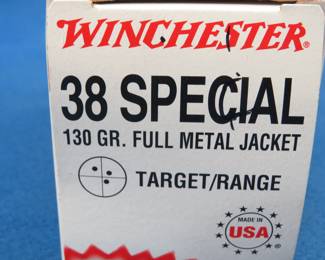 WINCHESTER®
38 SPECIAL
130 GR. FULL METAL JACKET
TARGET/RANGE
MADE IN
USA